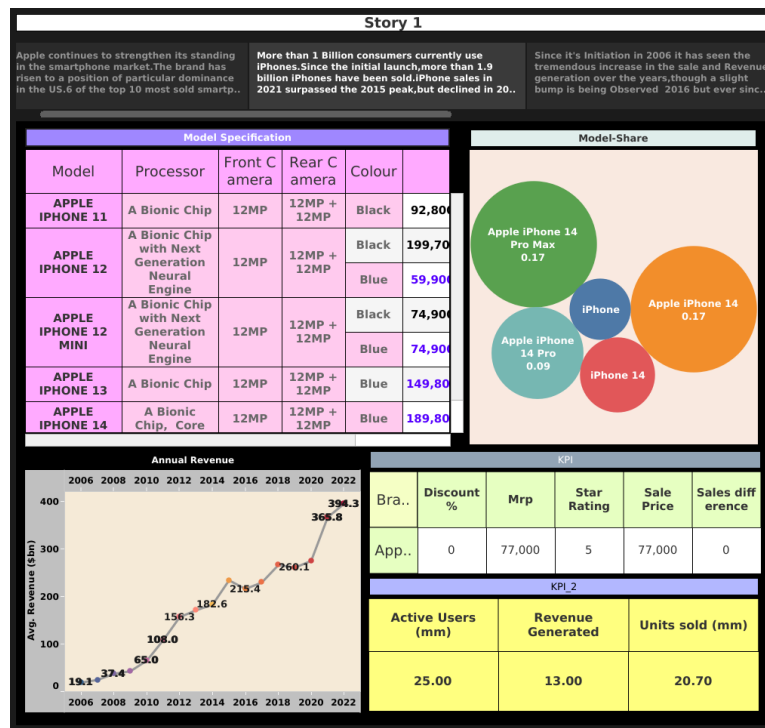 Story 1
Apple continues to strengthen its standing
in the smartphone market.The brand has
risen to a position of particular dominance
in the US.6 of the top 10 most sold smartp..
More than 1 Billion consumers currently use
iPhones.Since the initial launch,more than 1.9
billion iPhones have been sold.iPhone sales in
2021 surpassed the 2015 peak,but declined in 20..
Since it's Initiation in 2006 it has seen the
tremendous increase in the sale and Revenue
generation over the years,though a slight
bump is being Observed 2016 but ever sinc..
Model Specification
Model Processor Front C Rear C Colour
amera amera
APPLE
IPHONE 11
A Bionic Chip
12MP
12MP +
12MP
Black
92,800
APPLE
IPHONE 12
A Bionic Chip
with Next
Generation
Neural
Engine
12MP
12MP +
12MP
Black
199,70
Blue
59,900
APPLE
IPHONE 12
MINI
A Bionic Chip
with Next
Generation
Neural
Engine
12MP
12MP +
12MP
Black
74,900
Blue
74,900
APPLE
IPHONE 13
A Bionic Chip
12MP
12MP +
12MP
Blue
149,80
APPLE
IPHONE 14
A Bionic
Chip, Core
12MP
12MP +
12MP
Blue
189,80
Model-Share
Apple iPhone 14
Pro Max
0.17
iPhone
Apple iPhone 14
0.17
Apple iPhone
14 Pro
0.09
iPhone 14
Annual Revenue
2006 2008 2010 2012 2014 2016 2018 2020 2022
Avg. Revenue ($bn)
400
300
200
100
0
394.3
365.8
260.1
215.4
182.6
156.3
108.0
65.0
37.4
19.1
2006 2008 2010 2012 2014 2016 2018 2020 2022
KPI
Bra..
Discount
%
Mrp
Star
Rating
Sale
Price
Sales diff
erence
App.. 0 77,000 5 77,000 0
KPI_2
Active Users
(mm)
Revenue
Generated
Units sold (mm)
25.00 13.00 20.70